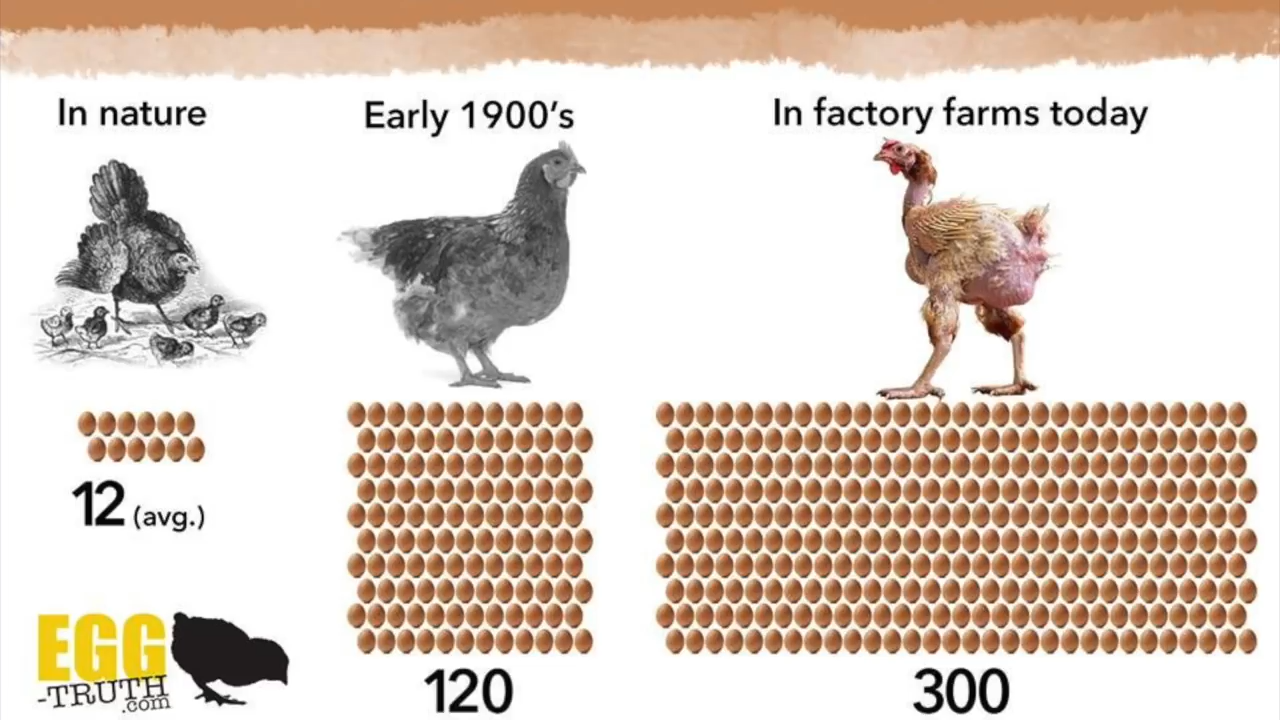 In nature
Early 1900's
In factory farms today
12 (avg.)
120
300
EGG
-TRUTH
.com